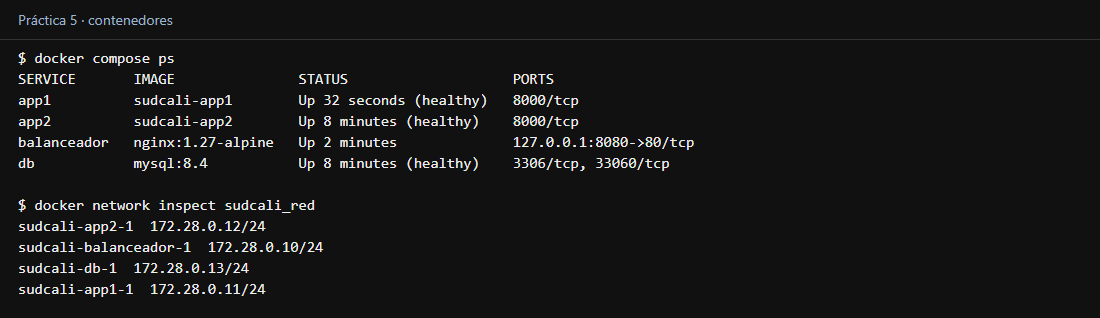 Práctica 5 · contenedores
$ docker compose ps
SERVICE IMAGE STATUS PORTS
app1 sudcali-app1 Up 32 seconds (healthy) 8000/tcp
app2 sudcali-app2 Up 8 minutes (healthy) 8000/tcp
balanceador nginx:1.27-alpine Up 2 minutes 127.0.0.1:8080->80/tcp
db mysql:8.4 Up 8 minutes (healthy) 3306/tcp, 33060/tcp
$ docker network inspect sudcali_red
sudcali-app2-1 172.28.0.12/24
sudcali-balanceador-1 172.28.0.10/24
sudcali-db-1 172.28.0.13/24
sudcali-app1-1 172.28.0.11/24